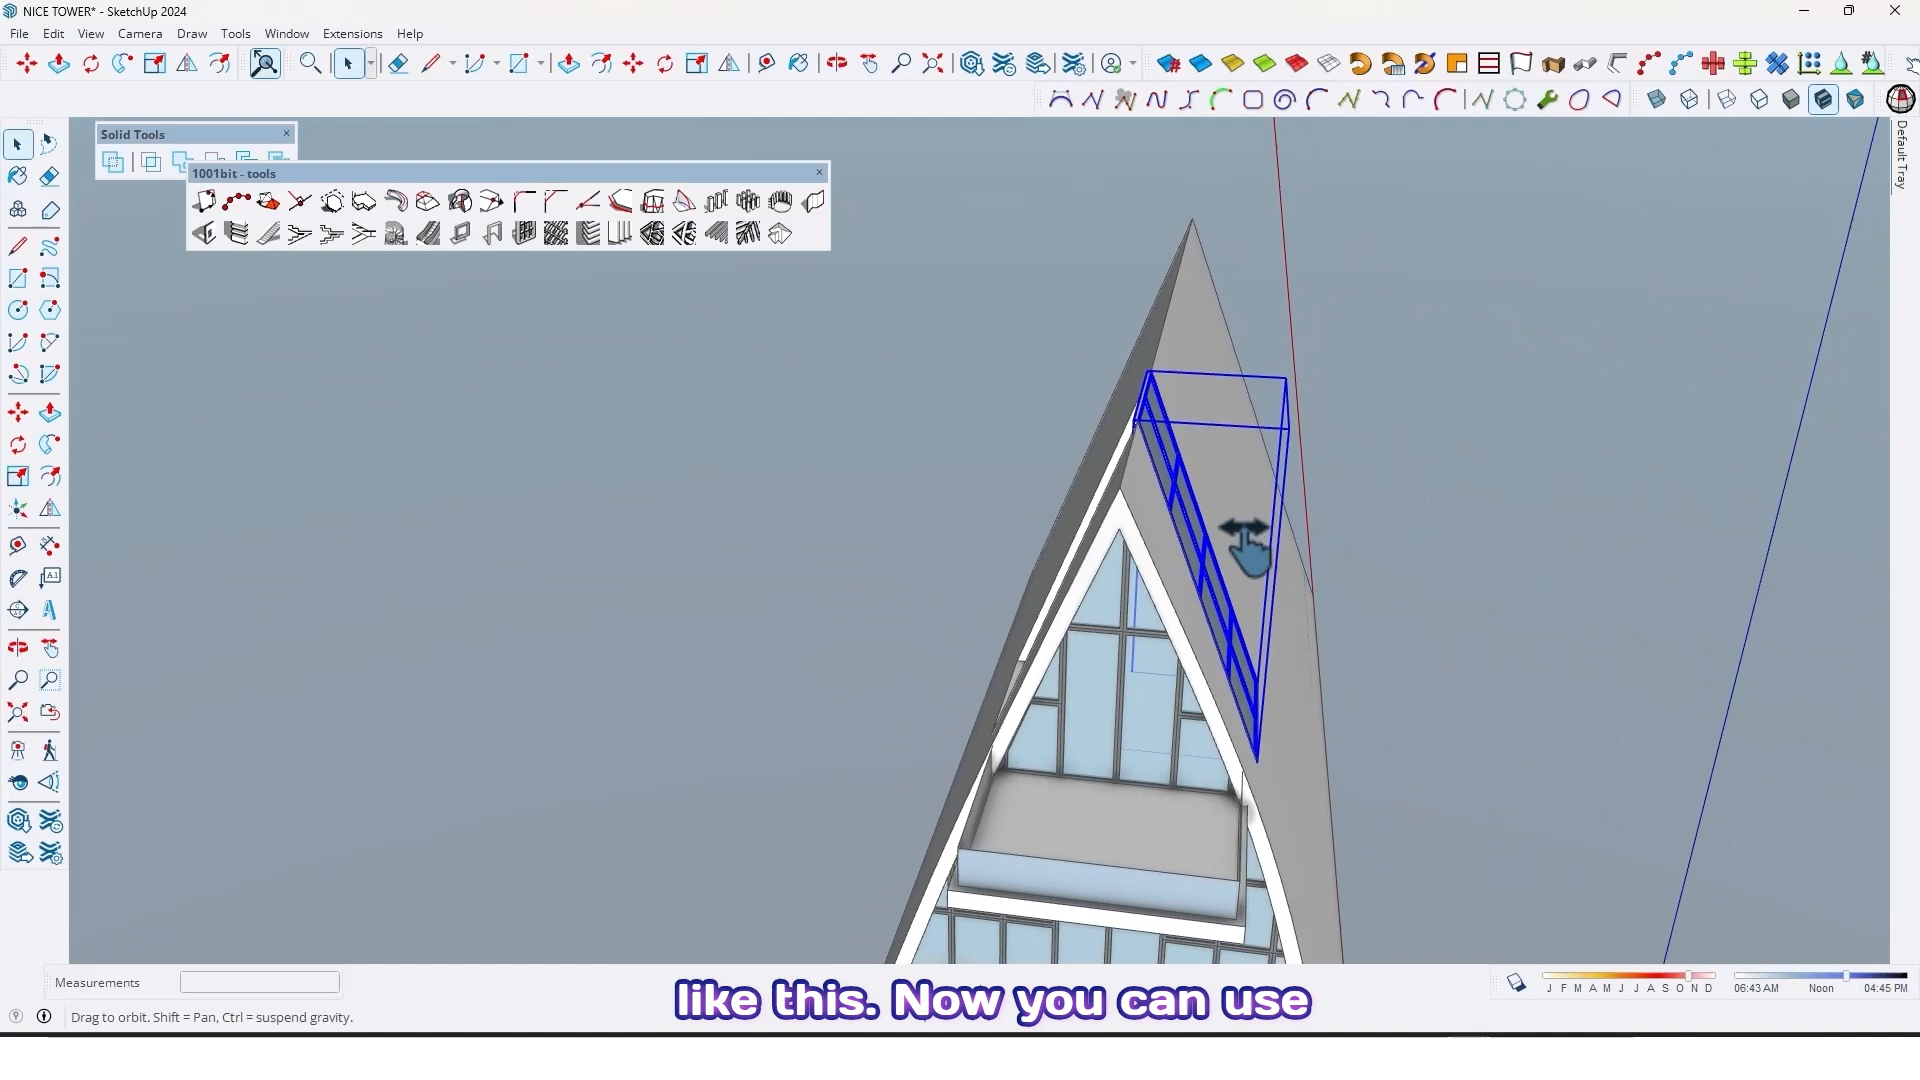 NICE TOWER* - SketchUp 2024
File Edit View Camera Draw Tools Window Extensions Help
Default Tray
Solid Tools
1001bit - tools
A1
Measurements
J F M A M J J A S O N D
06:43 AM Noon 04:45 PM
like this. Now you can use
Drag to orbit. Shift = Pan, Ctrl = suspend gravity.